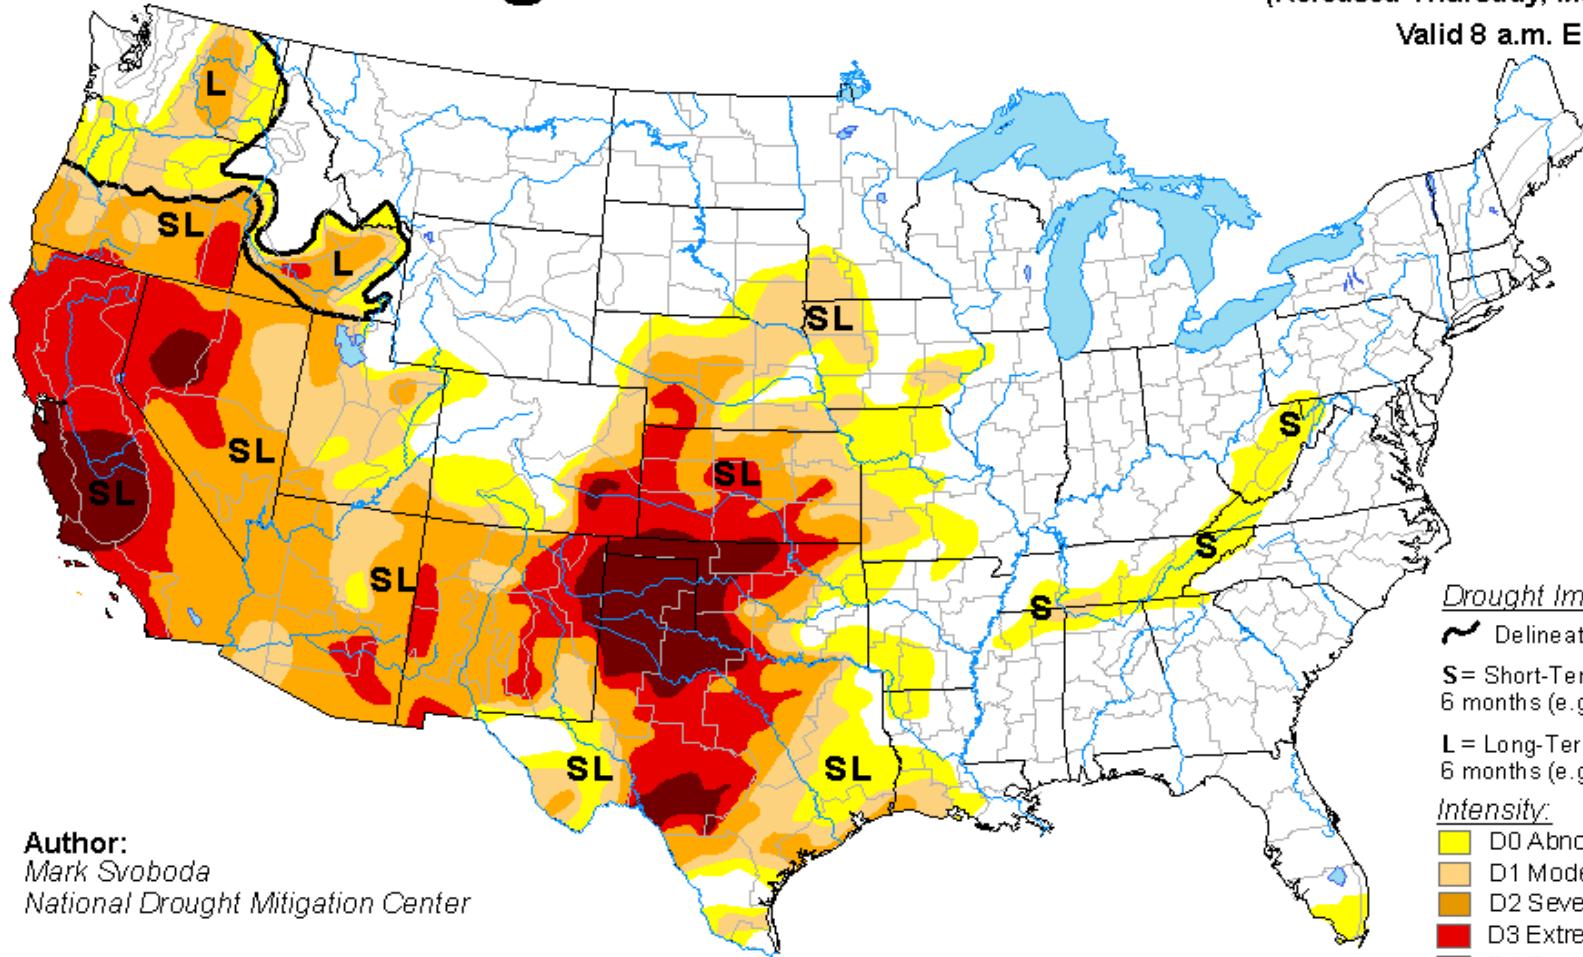 Valid 8 a.m. E
L
SL
L
SL
S
SL
SL
SL
S
SL
S
SL
SL
Drought Im
Delineat
S = Short-Ter
6 months (e.g
L = Long-Ter
6 months (e.g
Intensity:
D0 Abno
D1 Mode
D2 Seve
D3 Extre
Author:
Mark Svoboda
National Drought Mitigation Center